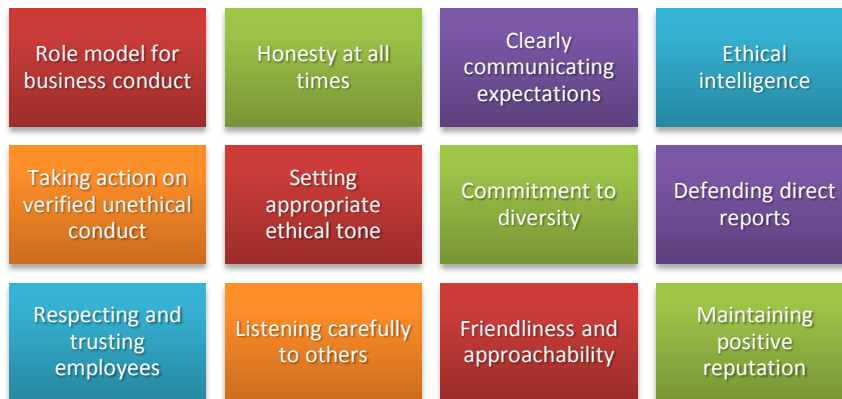 Role model for
business conduct
Honesty at all
times
Clearly
communicating
expectations
Ethical
intelligence
Taking action on
verified unethical
conduct
Setting
appropriate
ethical tone
Commitment to
diversity
Defending direct
reports
Respecting and
trusting
employees
Listening carefully
to others
Friendliness and
approachability
Maintaining
positive
reputation